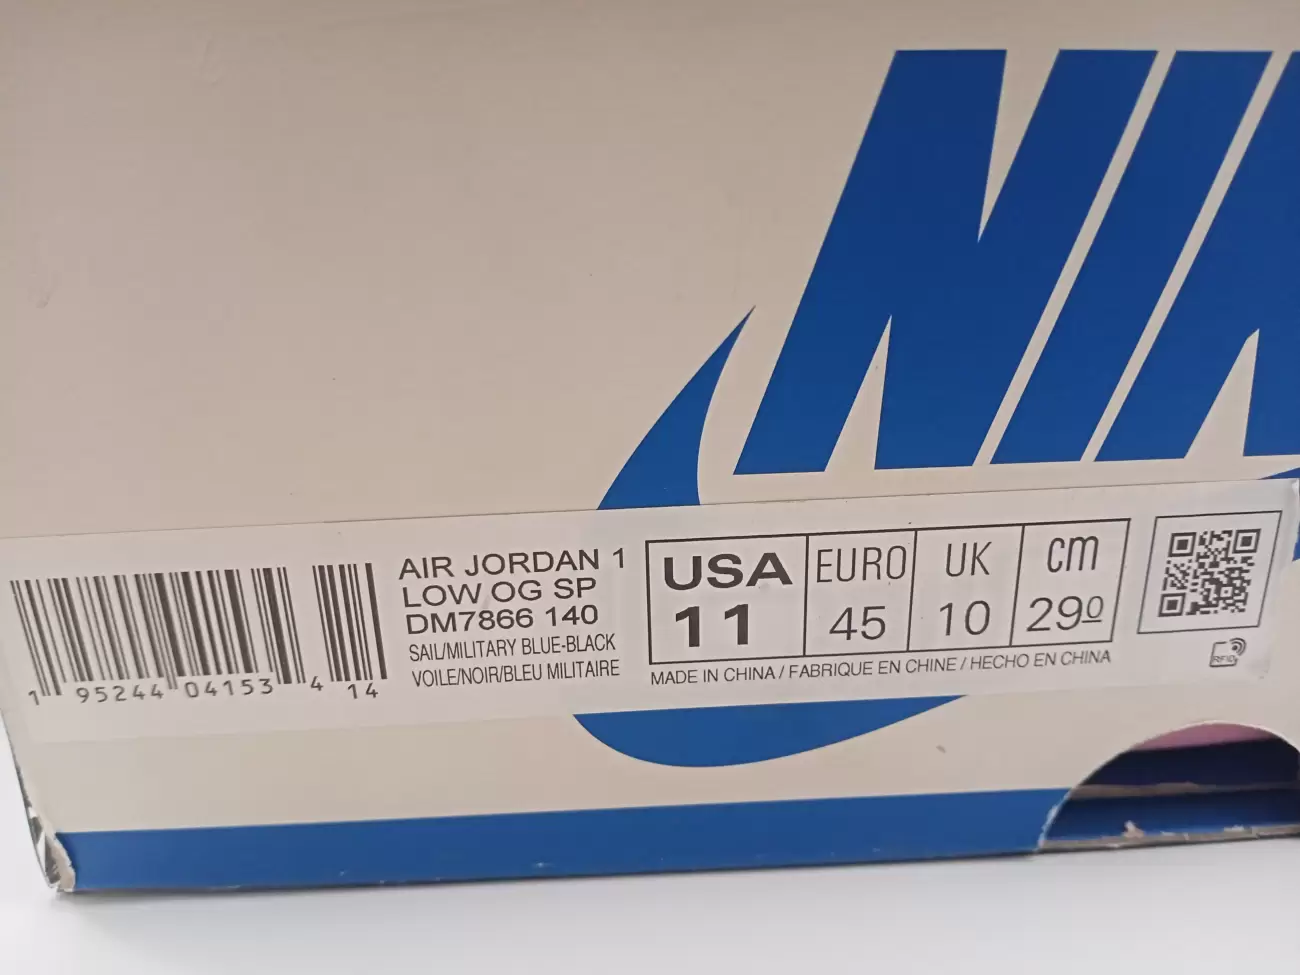 NIK
AIR JORDAN 1
LOW OG SP
DM7866 140
SAIL/MILITARY BLUE-BLACK
VOILE/NOIR/BLEU MILITAIRE
1 95244 04153 4 14
USA EURO UK cm
11 45 10 290
MADE IN CHINA / FABRIQUE EN CHINE / HECHO EN CHINA
RFID